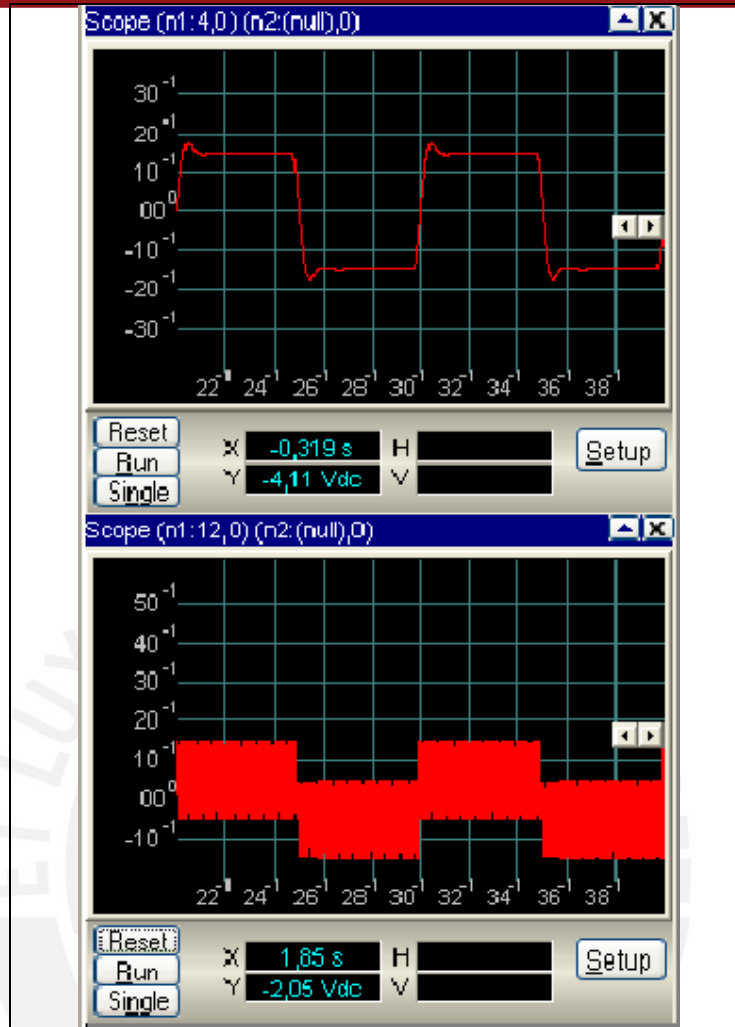 Scope (n1:4,0) (n2:(null),0)
30⁻¹
20⁻¹
10⁻¹
00⁰
-10⁻¹
-20⁻¹
-30⁻¹
22⁻¹ 24⁻¹ 26⁻¹ 28⁻¹ 30⁻¹ 32⁻¹ 34⁻¹ 36⁻¹ 38⁻¹
Reset X -0,319 s H
Run Y -4,11 Vdc V Setup
Single
Scope (n1:12,0) (n2:(null),0)
50⁻¹
40⁻¹
30⁻¹
20⁻¹
10⁻¹
00⁰
-10⁻¹
22⁻¹ 24⁻¹ 26⁻¹ 28⁻¹ 30⁻¹ 32⁻¹ 34⁻¹ 36⁻¹ 38⁻¹
Reset X 1,85 s H
Run Y -2,05 Vdc V Setup
Single
ET LUX